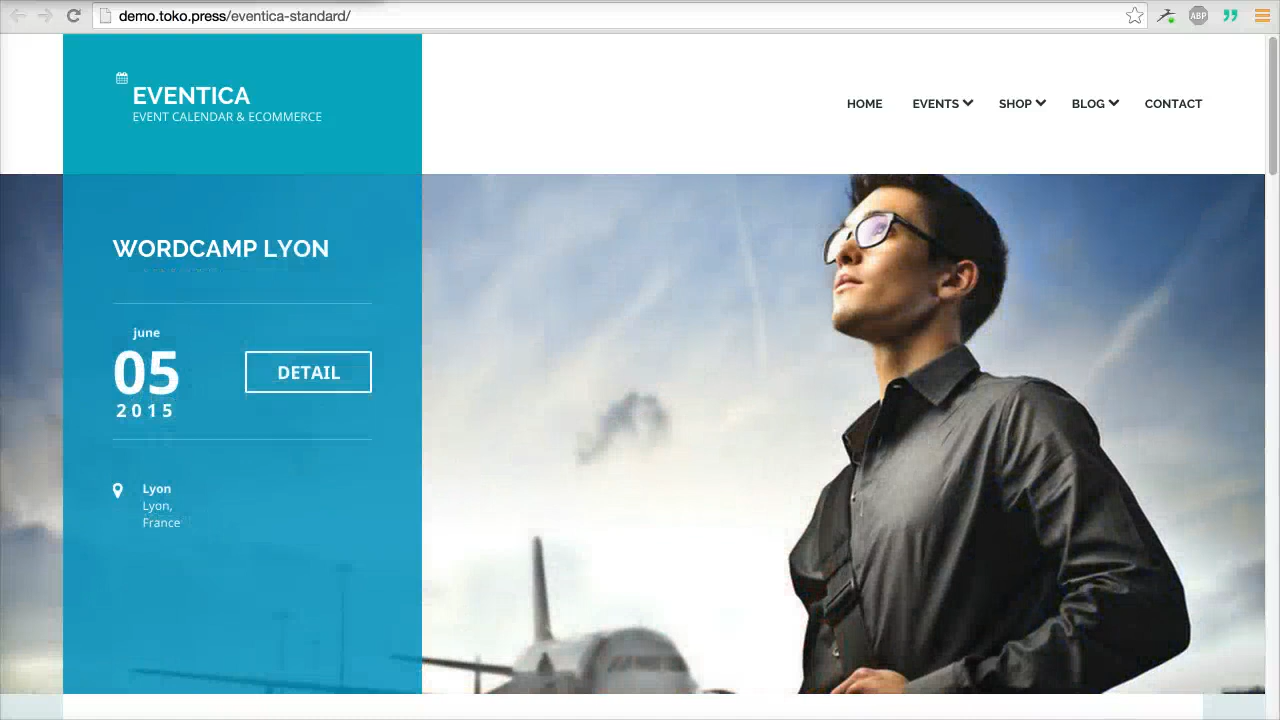 demo.toko.press/eventica-standard/
ABP
EVENTICA
EVENT CALENDAR & ECOMMERCE
HOME EVENTS SHOP BLOG CONTACT
WORDCAMP LYON
june
05
2015
DETAIL
Lyon
Lyon,
France